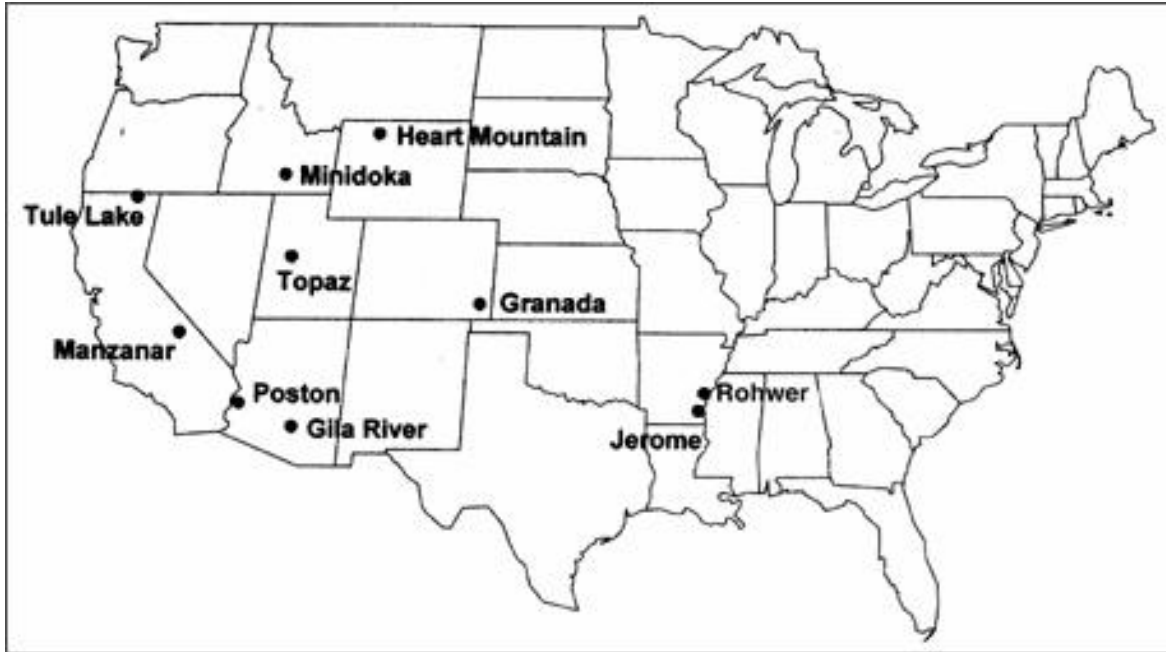 Heart Mountain
Minidoka
Tule Lake
Topaz
Granada
Manzanar
Poston
Rohwer
Gila River
Jerome